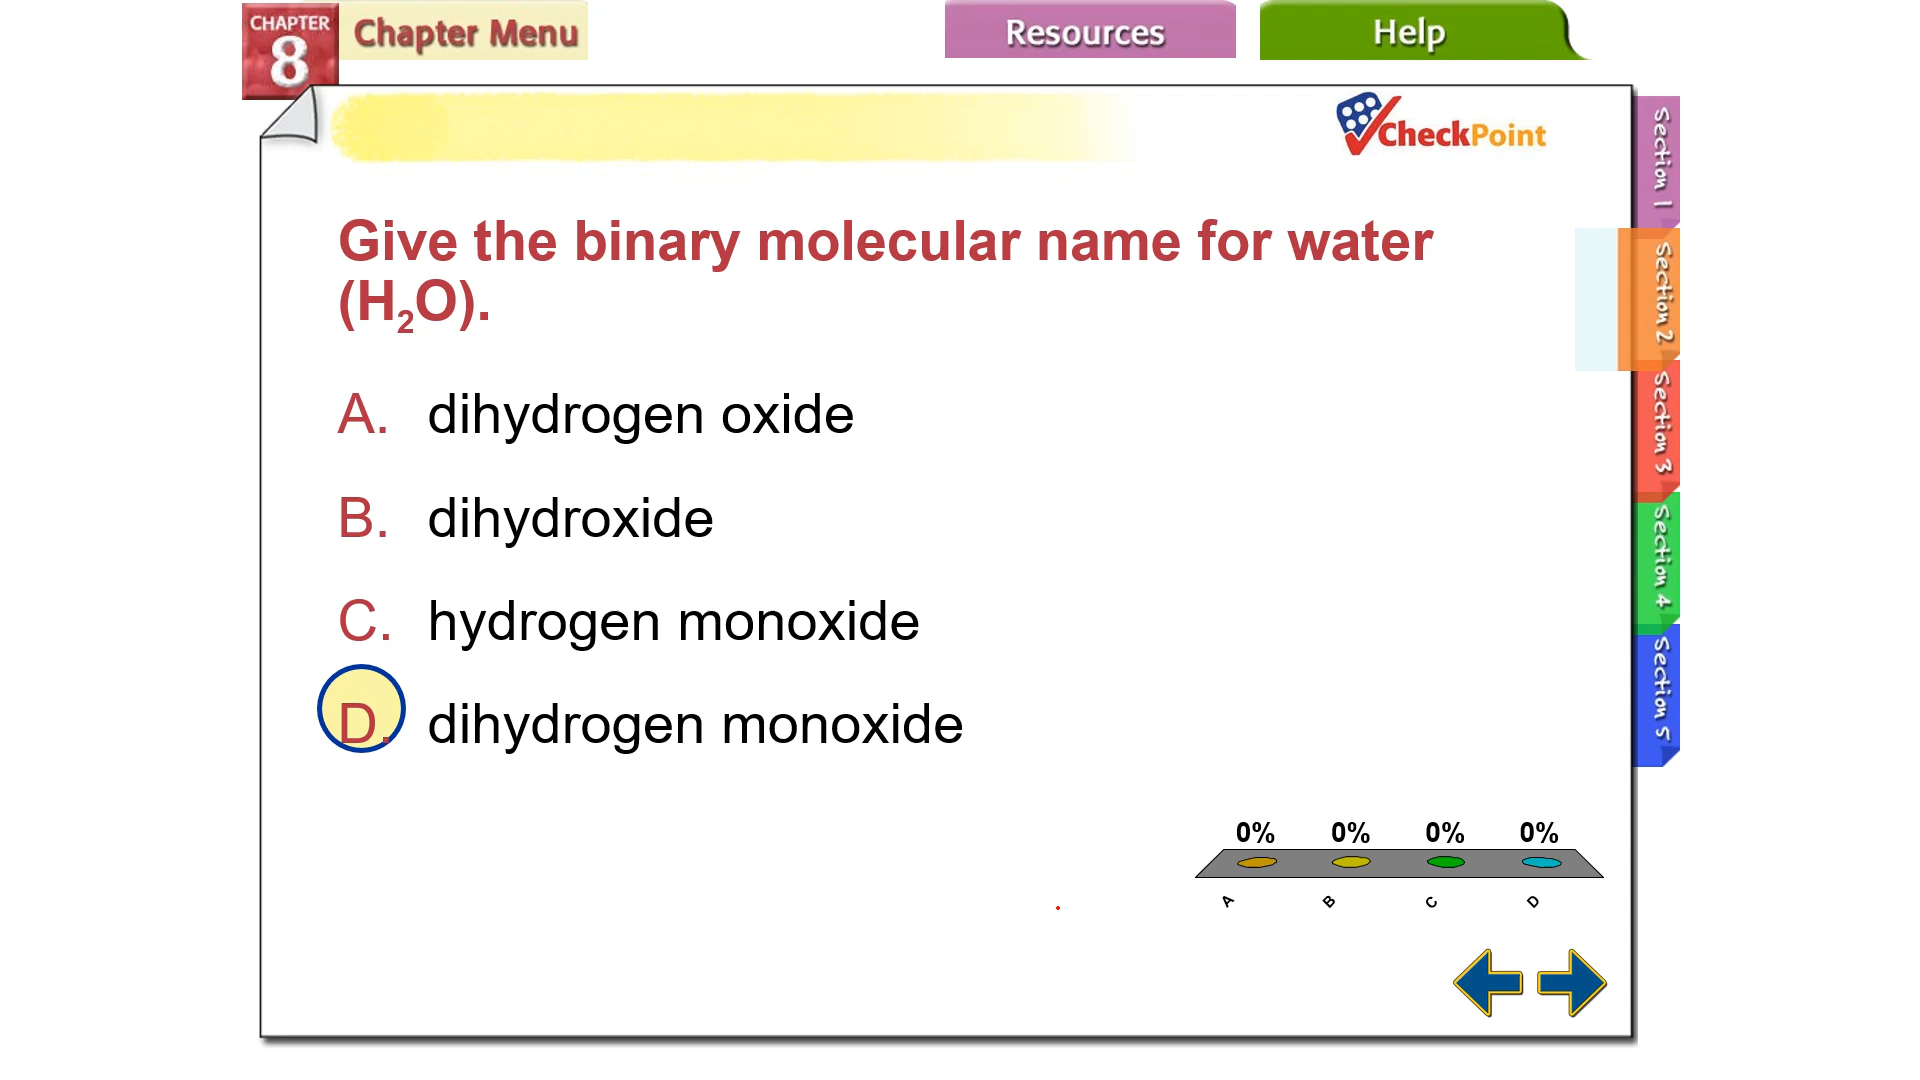 CHAPTER
8
Chapter Menu
Resources
Help
CheckPoint
Section 1
Section 2
Section 3
Section 4
Section 5
Give the binary molecular name for water
(H₂O).
A. dihydrogen oxide
B. dihydroxide
C. hydrogen monoxide
D. dihydrogen monoxide
0% 0% 0% 0%
A B C D